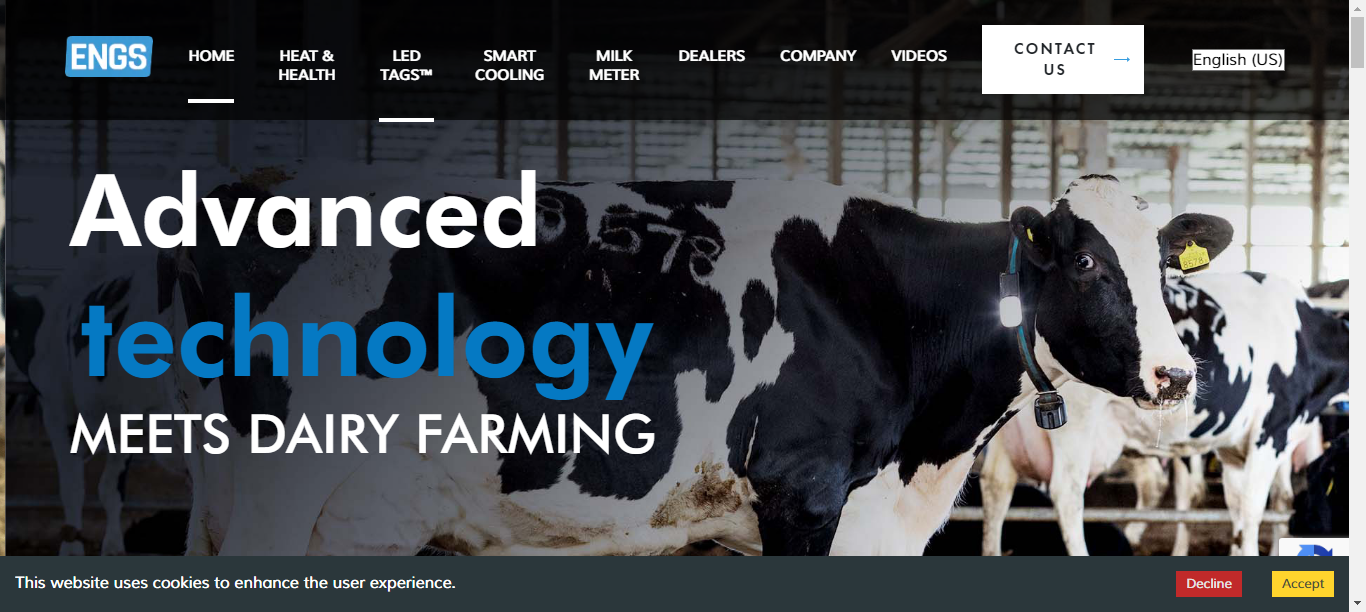 ENGS
HOME
HEAT &
HEALTH
LED
TAGS™
SMART
COOLING
MILK
METER
DEALERS
COMPANY
VIDEOS
CONTACT
US
English (US)
Advanced
technology
MEETS DAIRY FARMING
578
This website uses cookies to enhance the user experience.
Decline
Accept